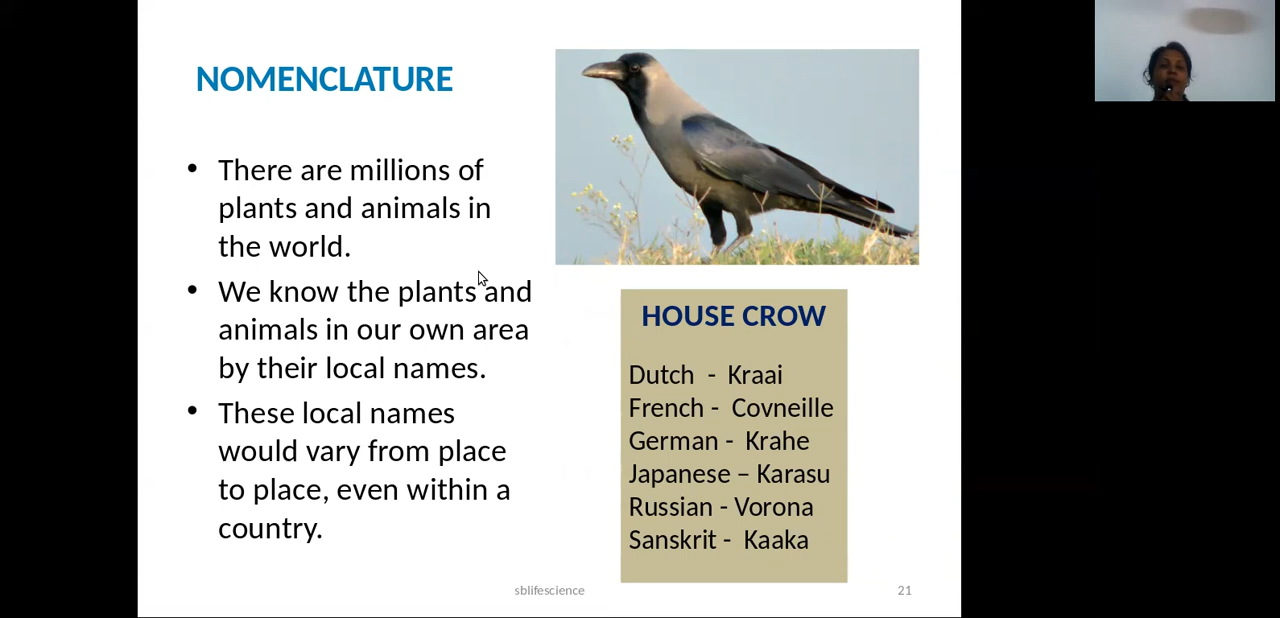 NOMENCLATURE
• There are millions of
plants and animals in
the world.
• We know the plants and
animals in our own area
by their local names.
• These local names
would vary from place
to place, even within a
country.
HOUSE CROW
Dutch - Kraai
French - Covneille
German - Krahe
Japanese – Karasu
Russian - Vorona
Sanskrit - Kaaka
sblifescience
21